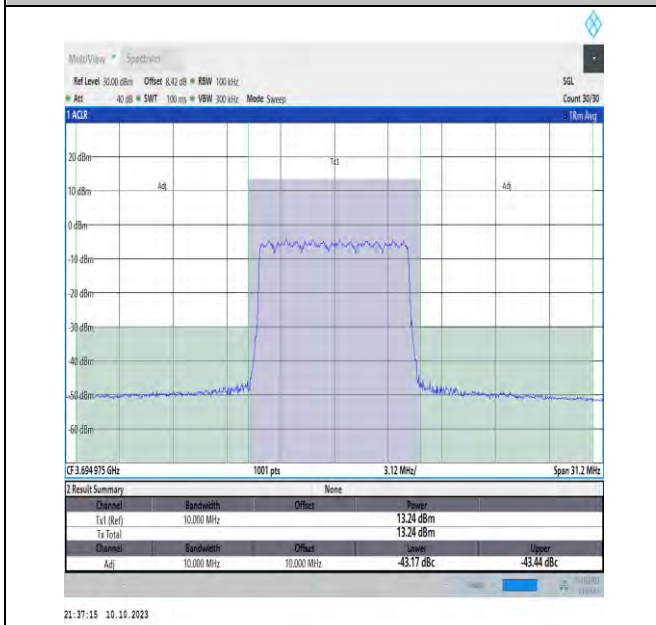 MultiView Spectrum
Ref Level 30.00 dBm Offset 8.42 dB RBW 100 kHz SGL
Att 40 dB SWT 100 ms VBW 300 kHz Mode Sweep Count 30/30
1 ACLR 1Rm Avg
Tx1
20 dBm
Adj Adj
10 dBm
0 dBm
-10 dBm
-20 dBm
-30 dBm
-40 dBm
-50 dBm
-60 dBm
CF 3.694 975 GHz 1001 pts 3.12 MHz/ Span 31.2 MHz
2 Result Summary None
Channel Bandwidth Offset Power
Tx1 (Ref) 10.000 MHz 13.24 dBm
Tx Total 13.24 dBm
Channel Bandwidth Offset Lower Upper
Adj 10.000 MHz 10.000 MHz -43.17 dBc -43.44 dBc
21:37:15 10.10.2023